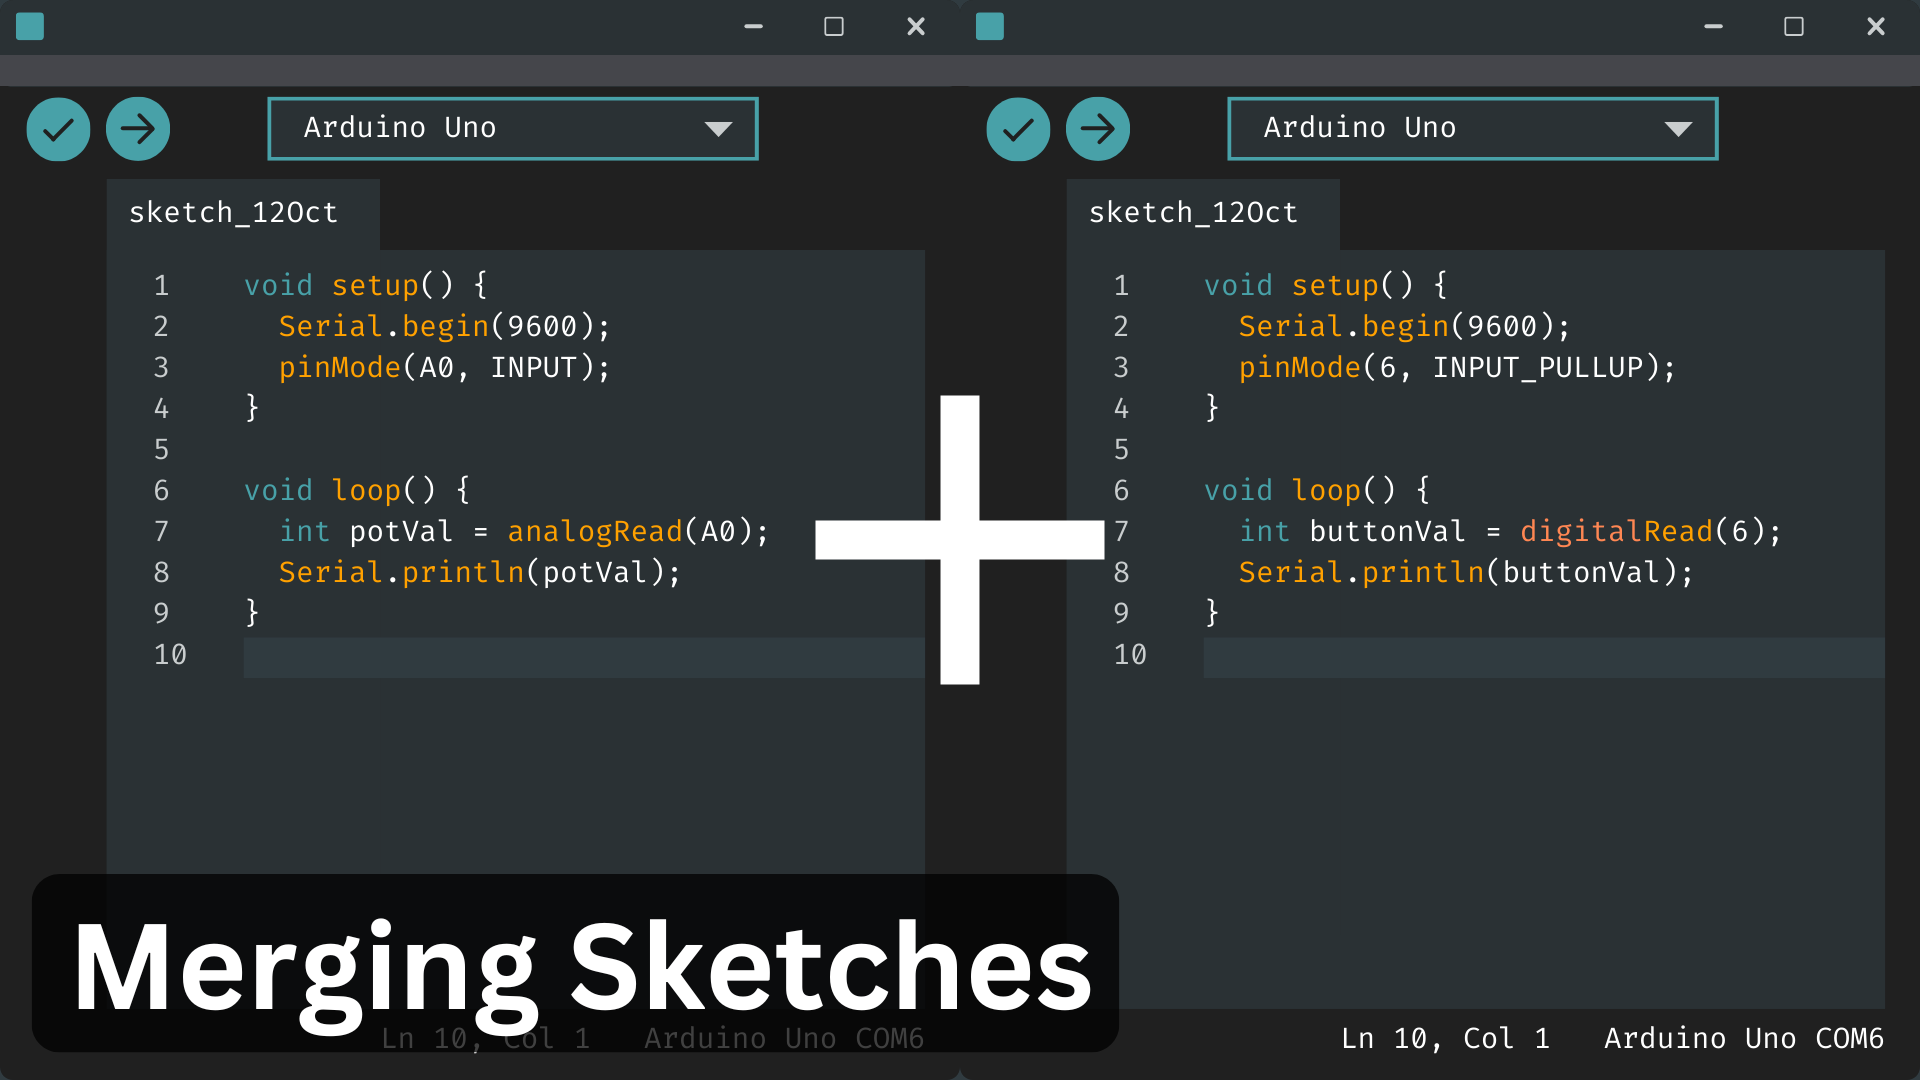 Arduino Uno
sketch_12Oct
1 void setup() {
2 Serial.begin(9600);
3 pinMode(A0, INPUT);
4 }
5
6 void loop() {
7 int potVal = analogRead(A0);
8 Serial.println(potVal);
9 }
10
Ln 10, Col 1 Arduino Uno COM6
Arduino Uno
sketch_12Oct
1 void setup() {
2 Serial.begin(9600);
3 pinMode(6, INPUT_PULLUP);
4 }
5
6 void loop() {
7 int buttonVal = digitalRead(6);
8 Serial.println(buttonVal);
9 }
10
Ln 10, Col 1 Arduino Uno COM6
Merging Sketches